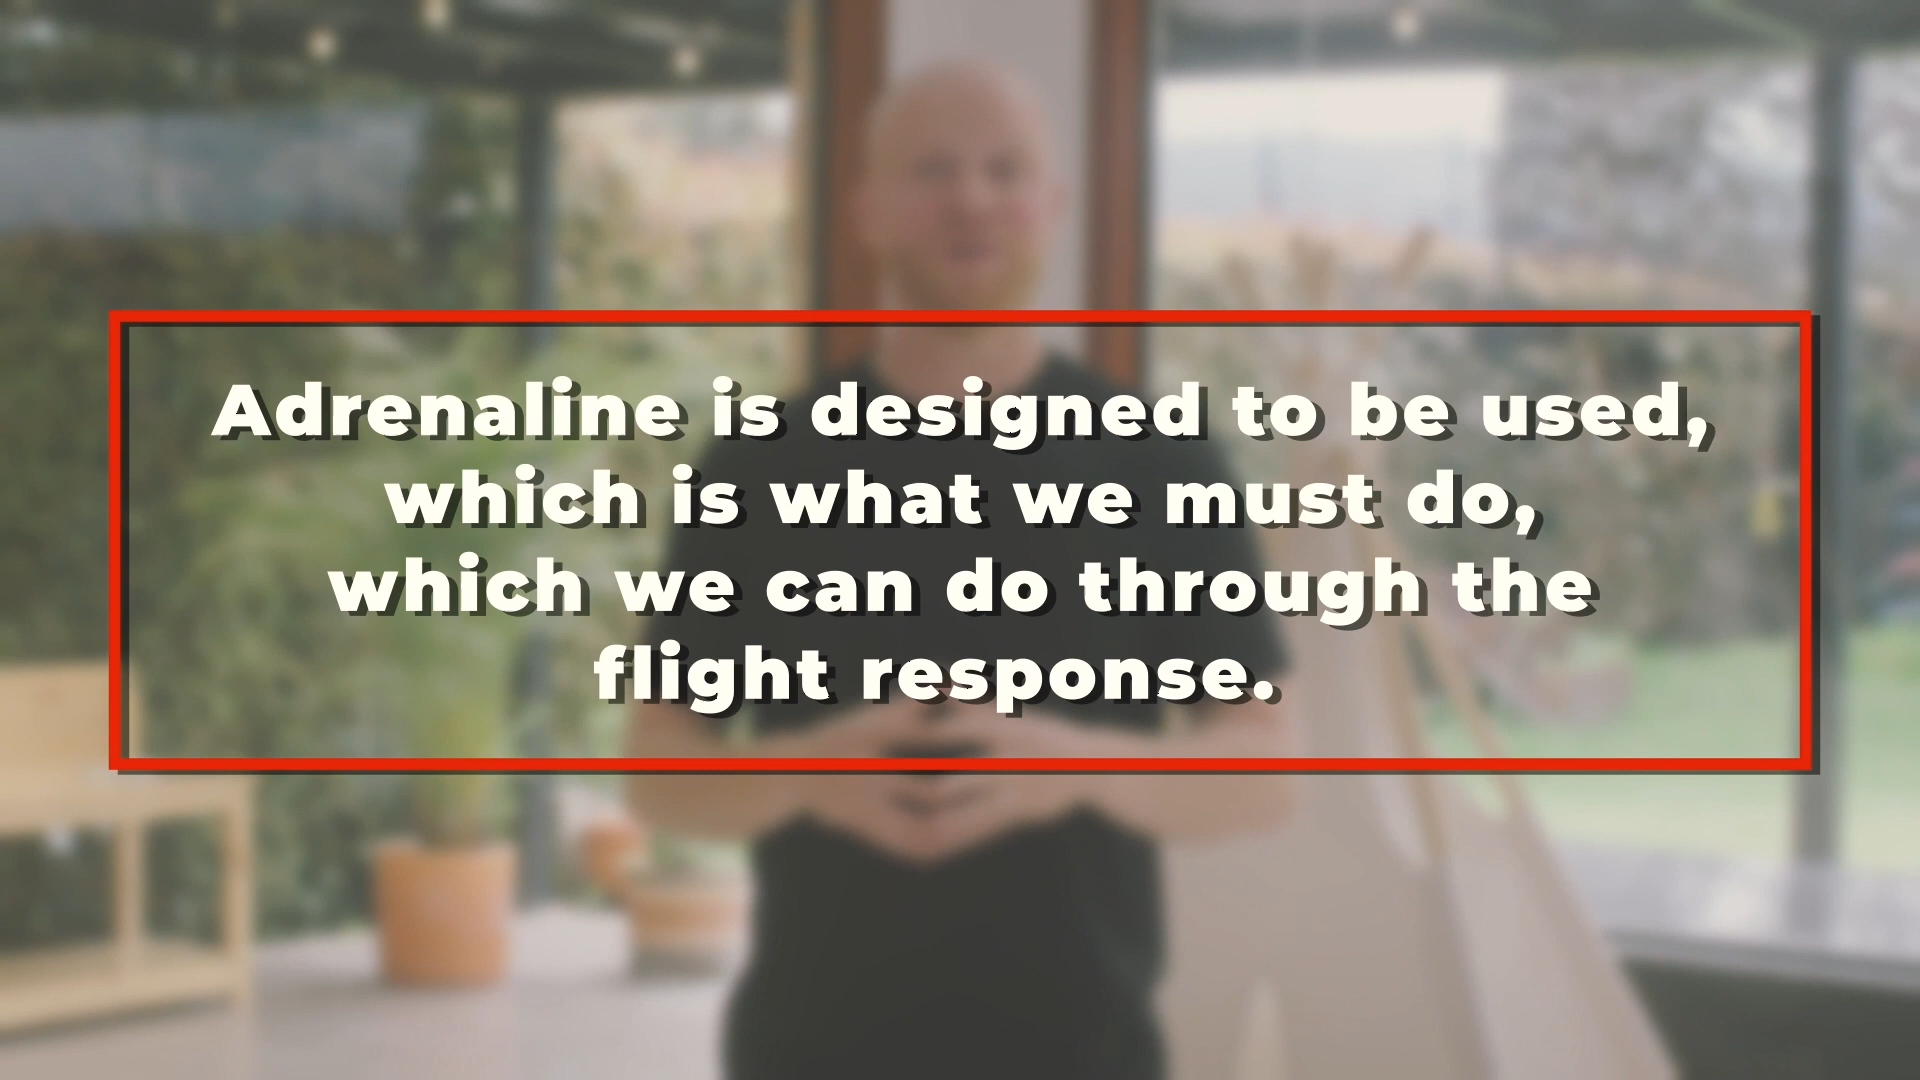 Adrenaline is designed to be used,
which is what we must do,
which we can do through the
flight response.